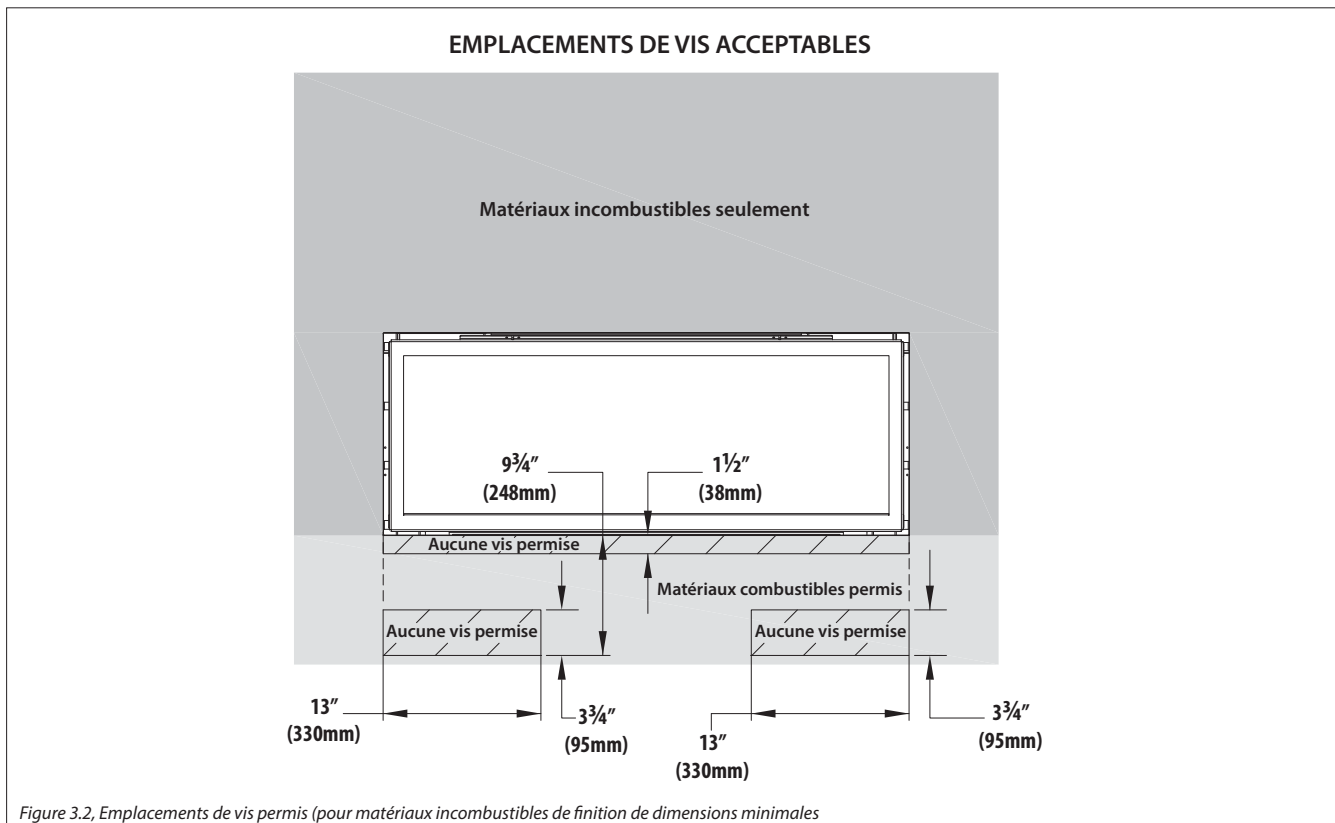 EMPLACEMENTS DE VIS ACCEPTABLES
Matériaux incombustibles seulement
9¾"
(248mm)
1½"
(38mm)
Aucune vis permise
Matériaux combustibles permis
Aucune vis permise
Aucune vis permise
13"
(330mm)
3¾"
(95mm)
13"
(330mm)
3¾"
(95mm)
Figure 3.2, Emplacements de vis permis (pour matériaux incombustibles de finition de dimensions minimales